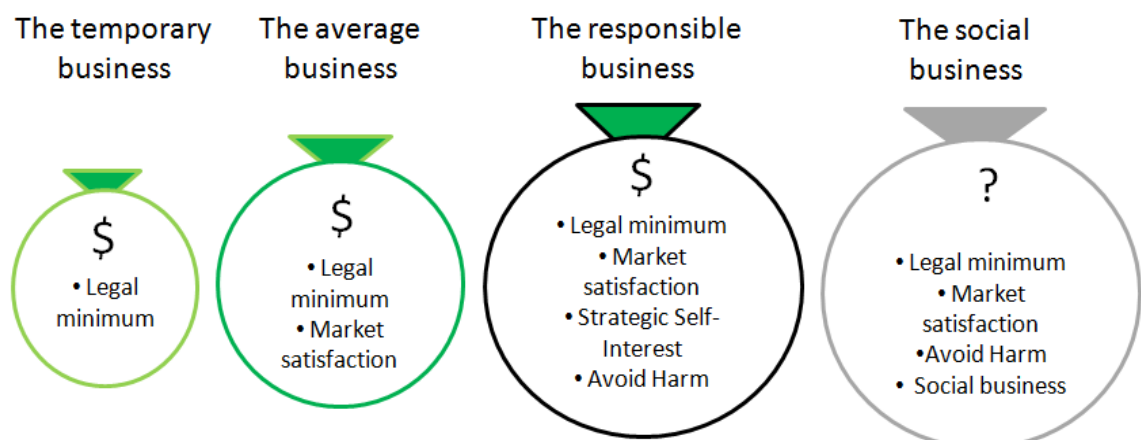 The temporary
business
$
• Legal
minimum
The average
business
$
• Legal
minimum
• Market
satisfaction
The responsible
business
$
• Legal minimum
• Market
satisfaction
• Strategic Self-
Interest
• Avoid Harm
The social
business
?
• Legal minimum
• Market
satisfaction
•Avoid Harm
• Social business